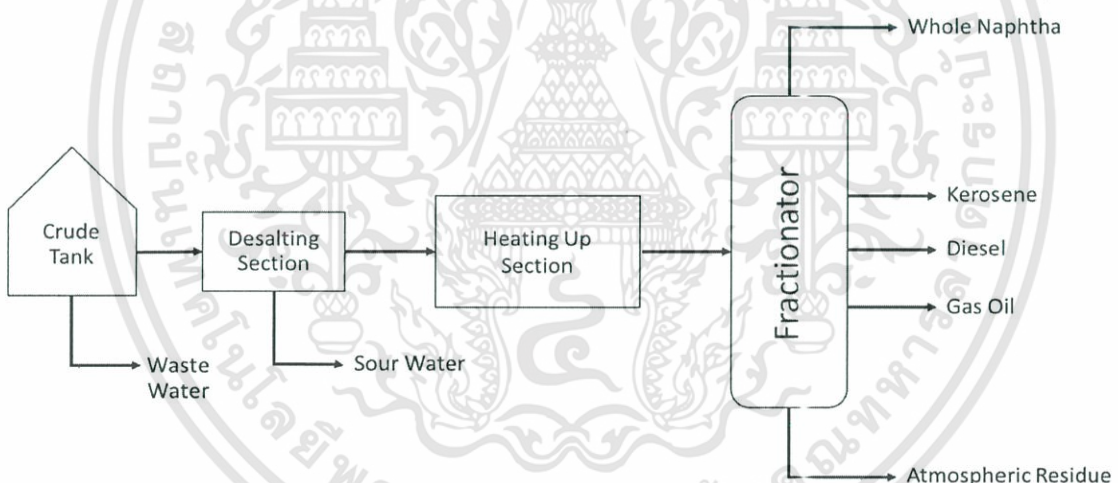 Whole Naphtha
Crude
Tank
Desalting
Section
Heating Up
Section
Fractionator
Kerosene
Diesel
Gas Oil
Waste
Water
Sour Water
Atmospheric Residue